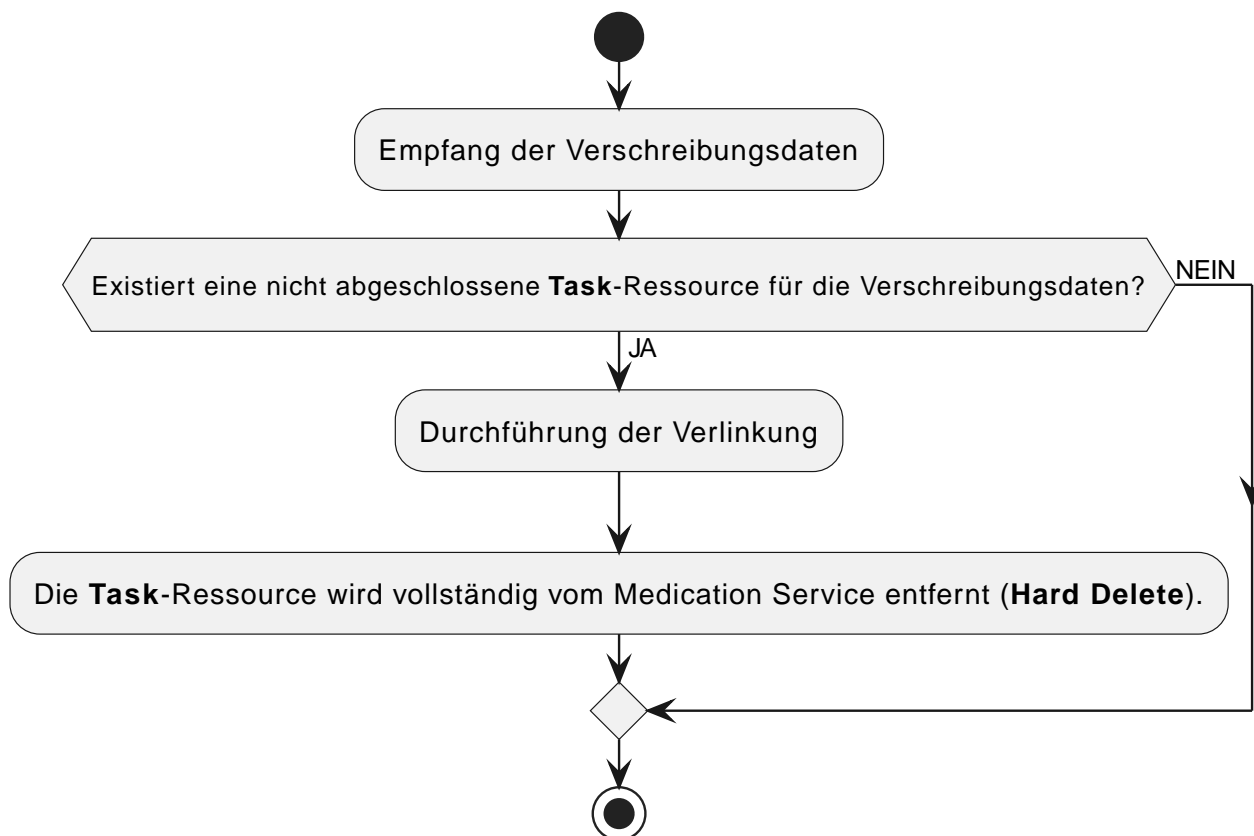 Empfang der Verschreibungsdaten
Existiert eine nicht abgeschlossene Task-Ressource für die Verschreibungsdaten?
NEIN
JA
Durchführung der Verlinkung
Die Task-Ressource wird vollständig vom Medication Service entfernt (Hard Delete).